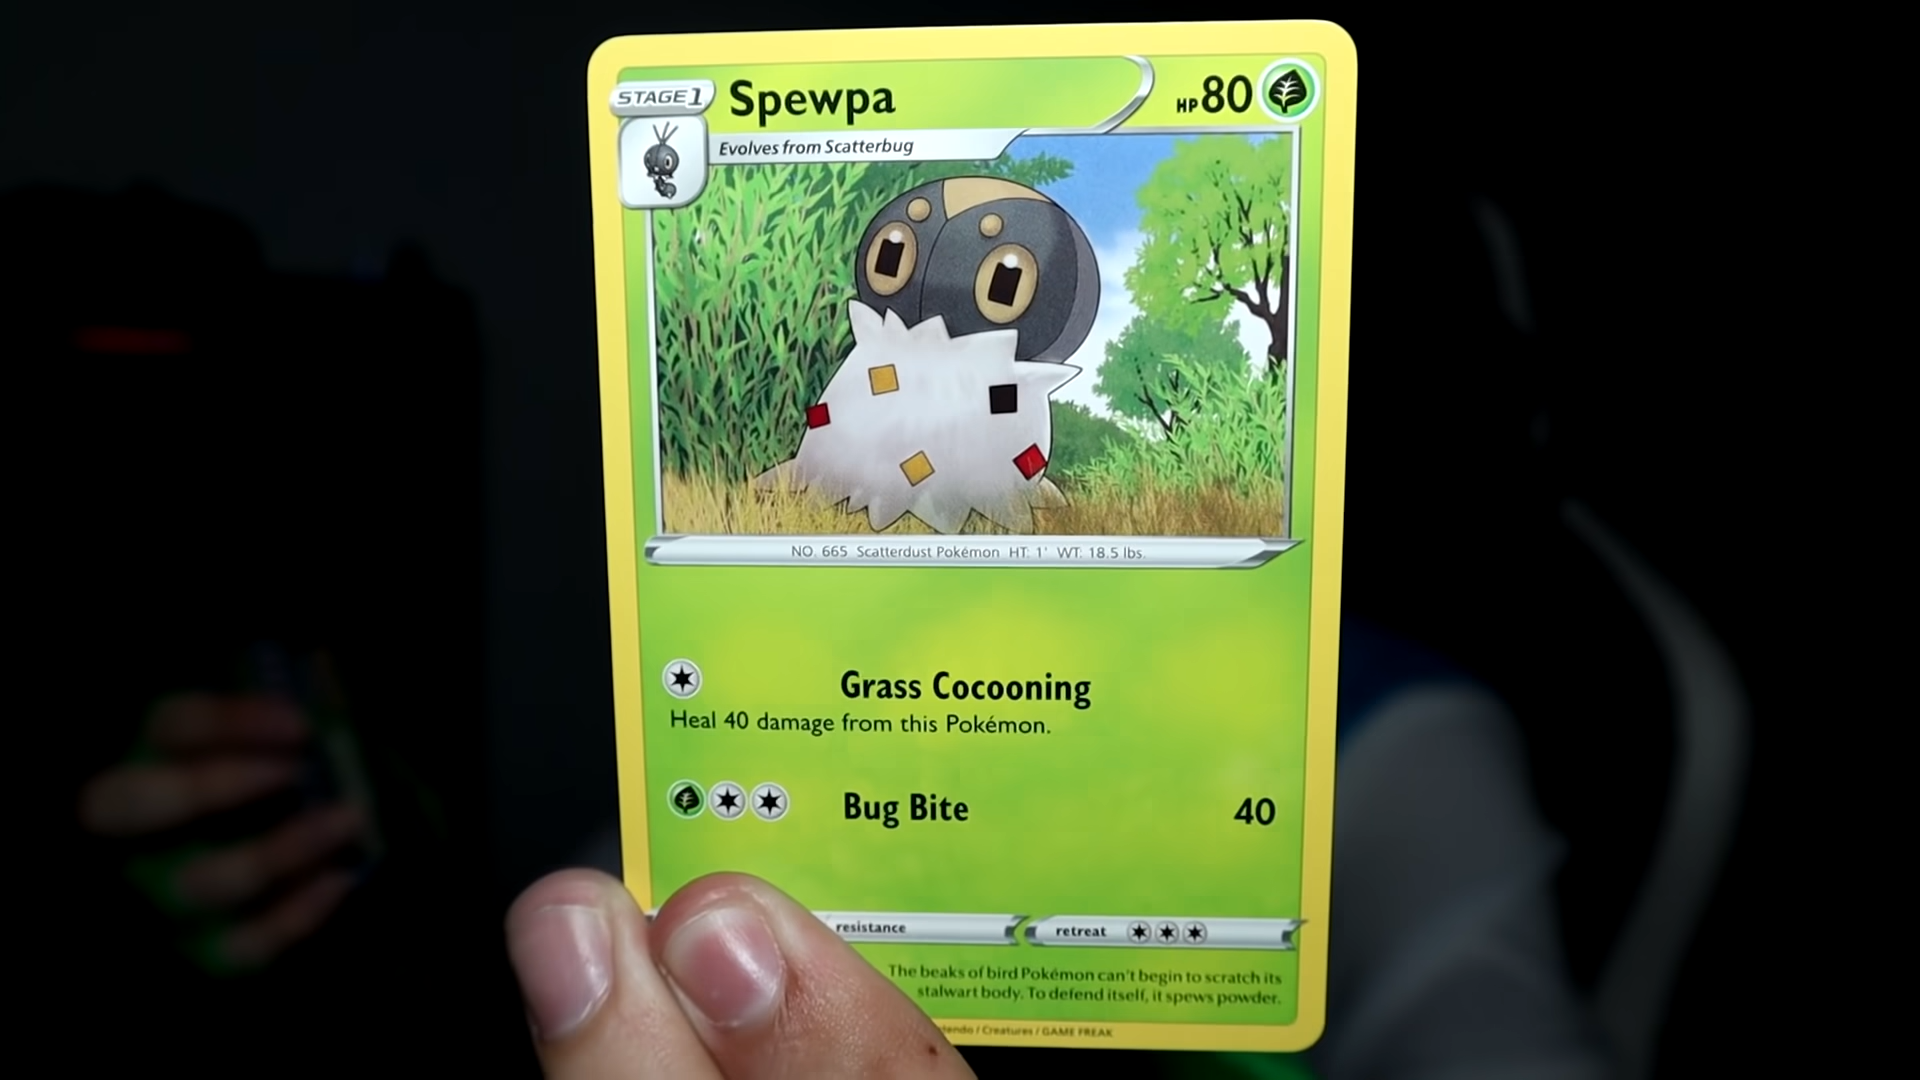 STAGE 1 Spewpa HP 80
Evolves from Scatterbug
NO. 665 Scatterdust Pokémon HT: 1' WT: 18.5 lbs.
Grass Cocooning
Heal 40 damage from this Pokémon.
Bug Bite 40
resistance retreat
The beaks of bird Pokémon can't begin to scratch its
stalwart body. To defend itself, it spews powder.
/ Creatures / GAME FREAK